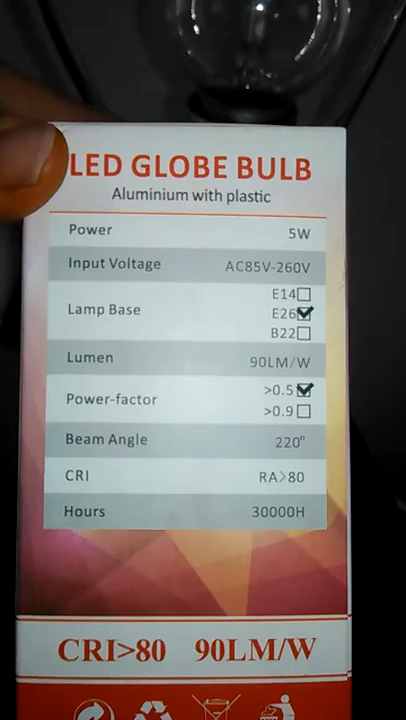 LED GLOBE BULB
Aluminium with plastic
Power 5W
Input Voltage AC85V-260V
E14
Lamp Base E26
B22
Lumen 90LM/W
>0.5
Power-factor
>0.9
Beam Angle 220"
CRI RA>80
Hours 30000H
CRI>80 90LM/W